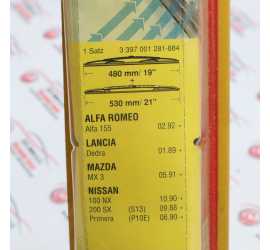 1 Satz 3 397 001 281-864
480 mm/ 19"
+
530 mm/ 21"
ALFA ROMEO
Alfa 155 02.92 -
LANCIA
Dedra 01.89 -
MAZDA
MX 3 05.91 -
NISSAN
100 NX 10.90 -
200 SX (S13) 09.88 -
Primera (P10E) 06.90 -